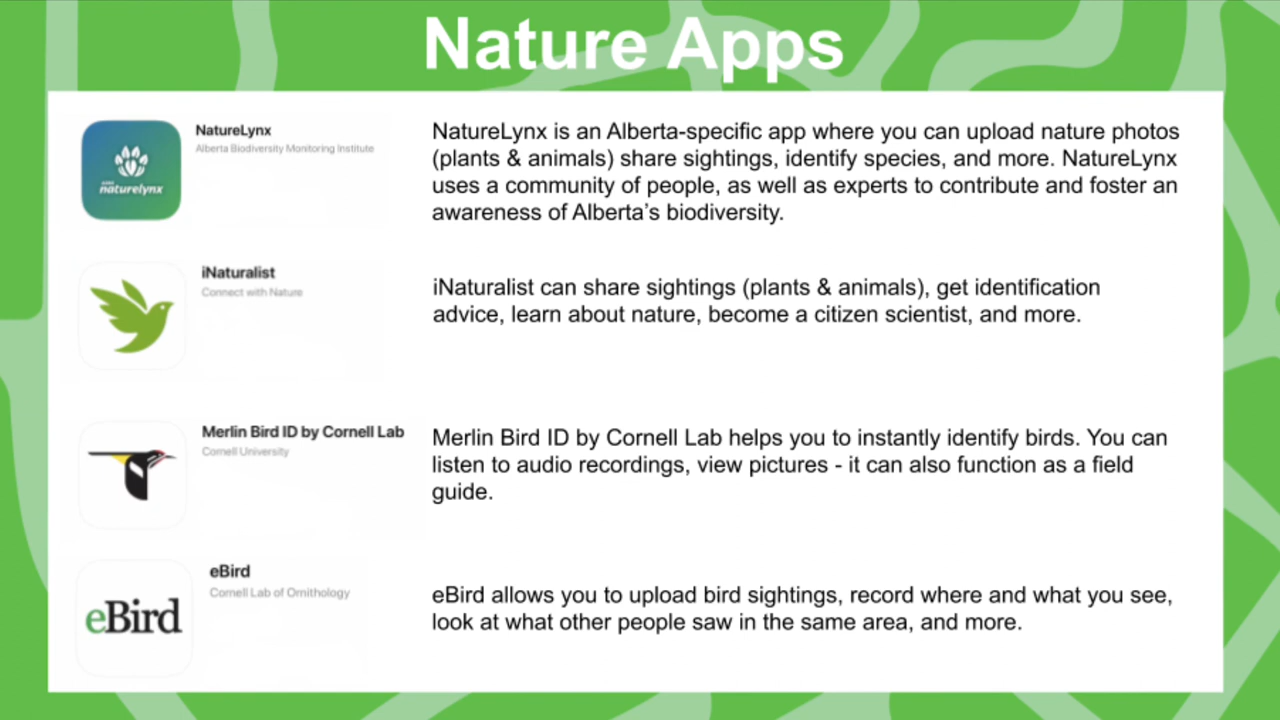 Nature Apps
NatureLynx
Alberta Biodiversity Monitoring Institute
naturelynx
NatureLynx is an Alberta-specific app where you can upload nature photos
(plants & animals) share sightings, identify species, and more. NatureLynx
uses a community of people, as well as experts to contribute and foster an
awareness of Alberta’s biodiversity.
iNaturalist
Connect with Nature
iNaturalist can share sightings (plants & animals), get identification
advice, learn about nature, become a citizen scientist, and more.
Merlin Bird ID by Cornell Lab
Cornell University
Merlin Bird ID by Cornell Lab helps you to instantly identify birds. You can
listen to audio recordings, view pictures - it can also function as a field
guide.
eBird
Cornell Lab of Ornithology
eBird
eBird allows you to upload bird sightings, record where and what you see,
look at what other people saw in the same area, and more.